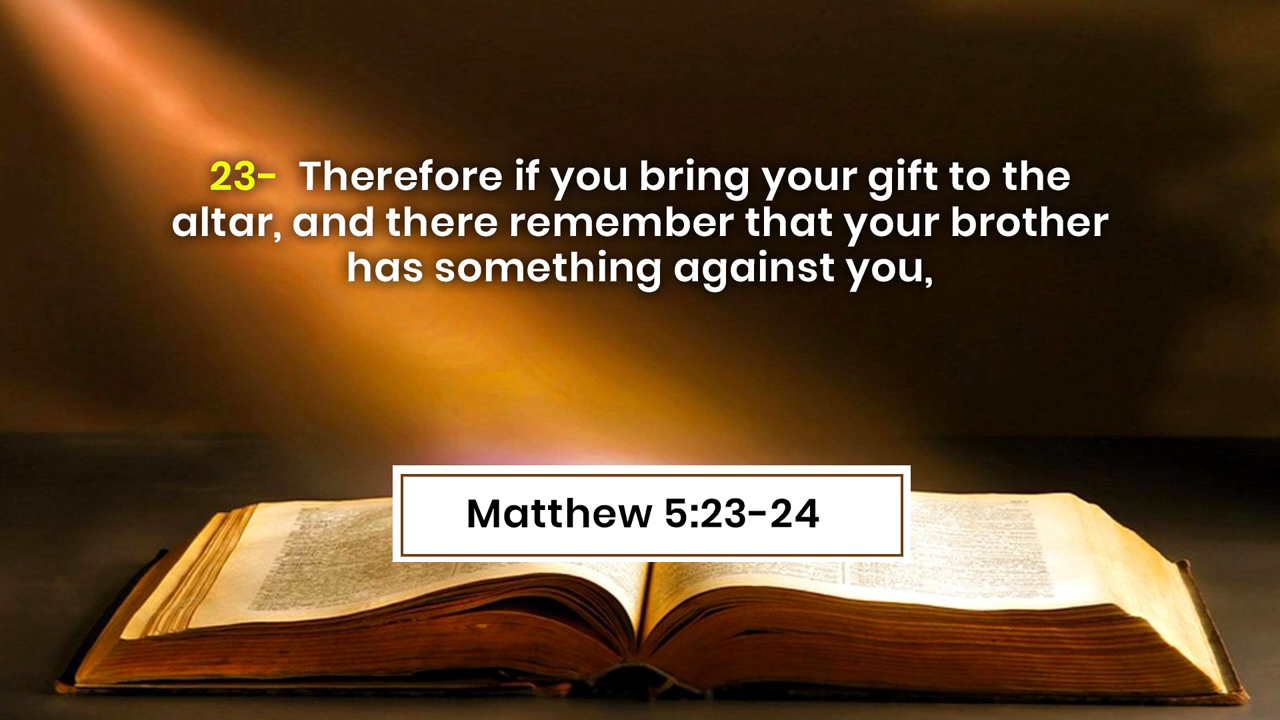 23- Therefore if you bring your gift to the
altar, and there remember that your brother
has something against you,
Matthew 5:23-24